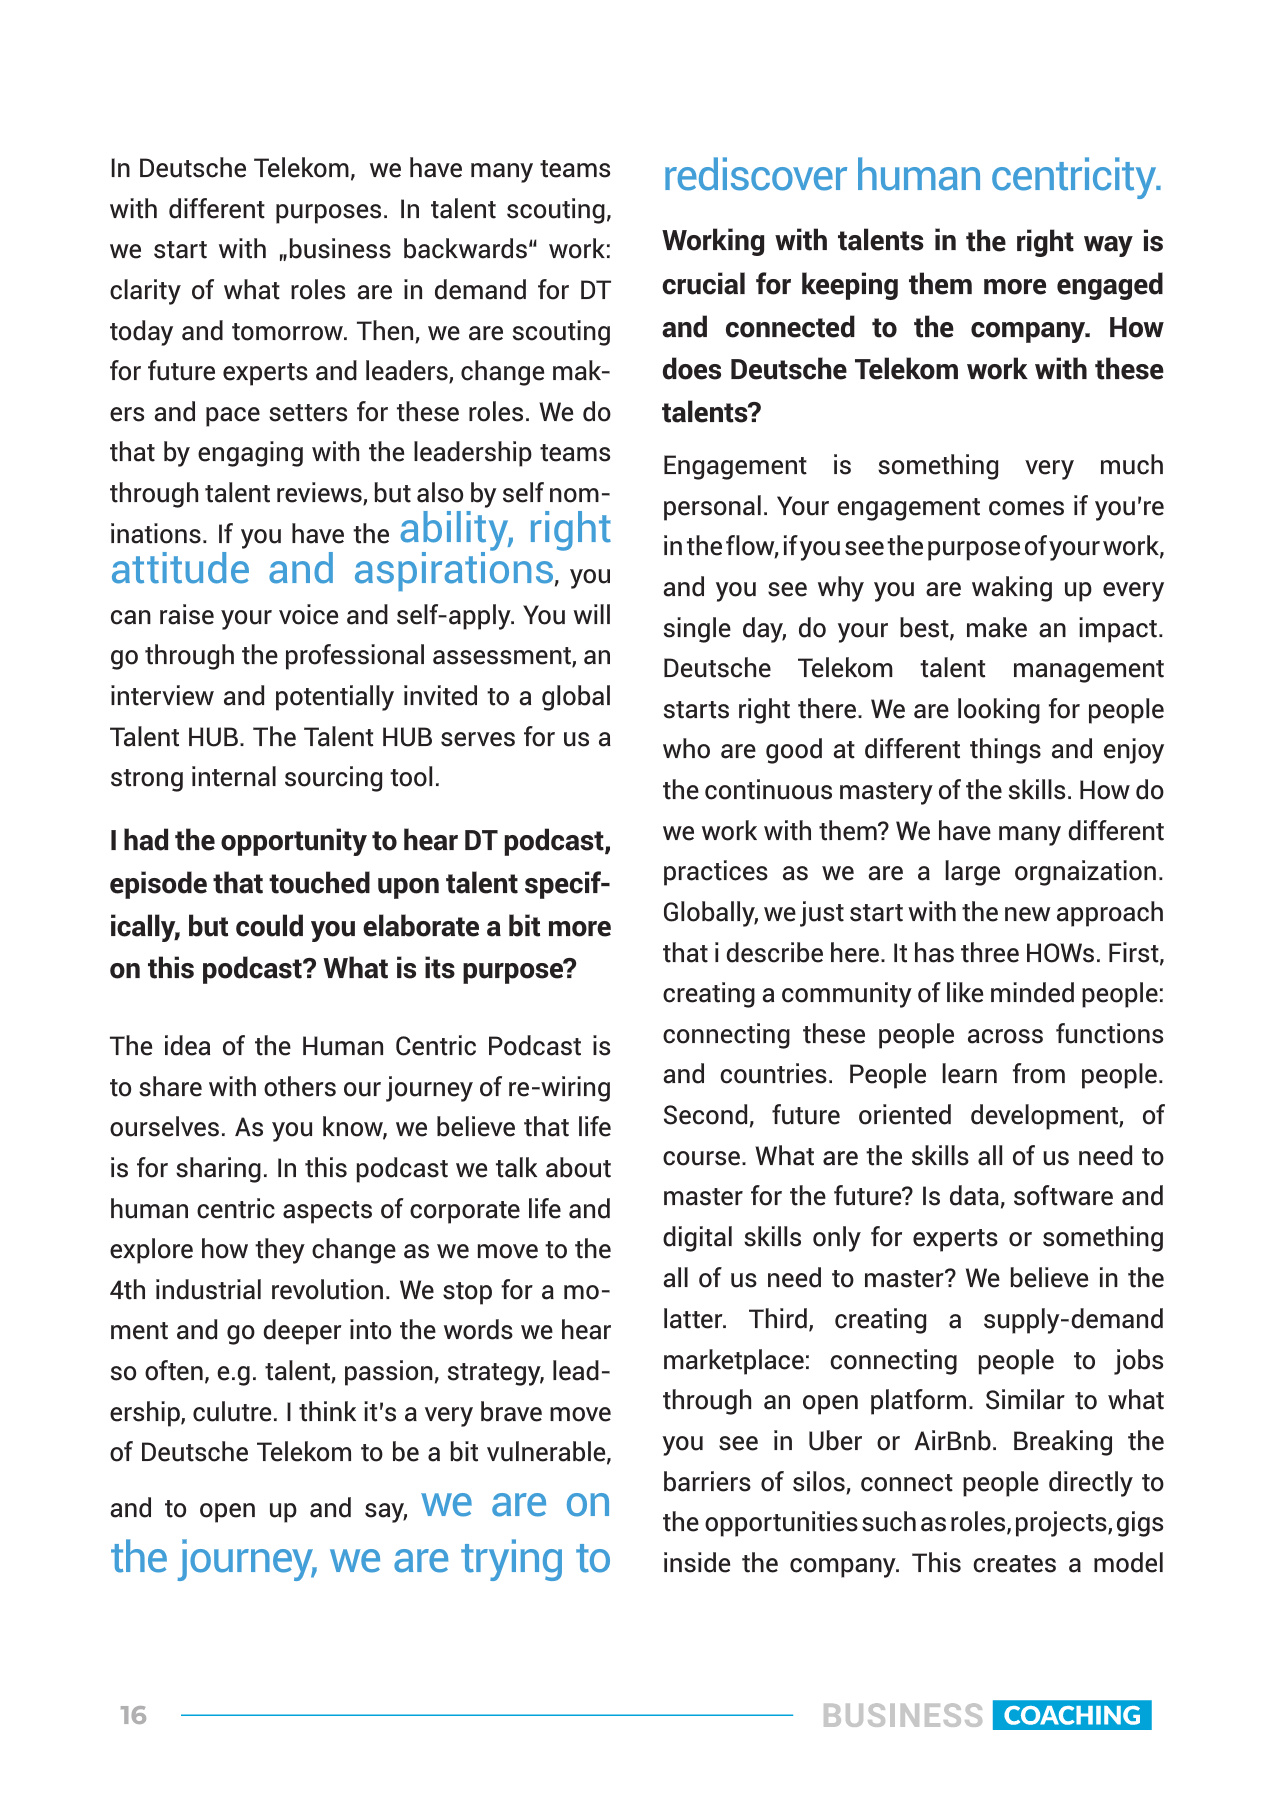 In Deutsche Telekom,  we have many teams
with different purposes. In talent scouting,
we start with „business backwards“ work:
clarity of what roles are in demand for DT
today and tomorrow. Then, we are scouting
for future experts and leaders, change mak-
ers and pace setters for these roles. We do
that by engaging with the leadership teams
through talent reviews, but also by self nom-
inations. If you have the ability, right
attitude and aspirations, you
can raise your voice and self-apply. You will
go through the professional assessment, an
interview and potentially invited to a global
Talent HUB. The Talent HUB serves for us a
strong internal sourcing tool.
I had the opportunity to hear DT podcast,
episode that touched upon talent specif-
ically, but could you elaborate a bit more
on this podcast? What is its purpose?
The idea of the Human Centric Podcast is
to share with others our journey of re-wiring
ourselves. As you know, we believe that life
is for sharing. In this podcast we talk about
human centric aspects of corporate life and
explore how they change as we move to the
4th industrial revolution. We stop for a mo-
ment and go deeper into the words we hear
so often, e.g. talent, passion, strategy, lead-
ership, culutre. I think it's a very brave move
of Deutsche Telekom to be a bit vulnerable,
and to open up and say, we are on
the journey, we are trying to
rediscover human centricity.
Working with talents in the right way is
crucial for keeping them more engaged
and connected to the company. How
does Deutsche Telekom work with these
talents?
Engagement is something very much
personal. Your engagement comes if you're
in the flow, if you see the purpose of your work,
and you see why you are waking up every
single day, do your best, make an impact.
Deutsche Telekom talent management
starts right there. We are looking for people
who are good at different things and enjoy
the continuous mastery of the skills. How do
we work with them? We have many different
practices as we are a large orgnaization.
Globally, we just start with the new approach
that i describe here. It has three HOWs. First,
creating a community of like minded people:
connecting these people across functions
and countries. People learn from people.
Second, future oriented development, of
course. What are the skills all of us need to
master for the future? Is data, software and
digital skills only for experts or something
all of us need to master? We believe in the
latter. Third, creating a supply-demand
marketplace: connecting people to jobs
through an open platform. Similar to what
you see in Uber or AirBnb. Breaking the
barriers of silos, connect people directly to
the opportunities such as roles, projects, gigs
inside the company. This creates a model
16 BUSINESS COACHING